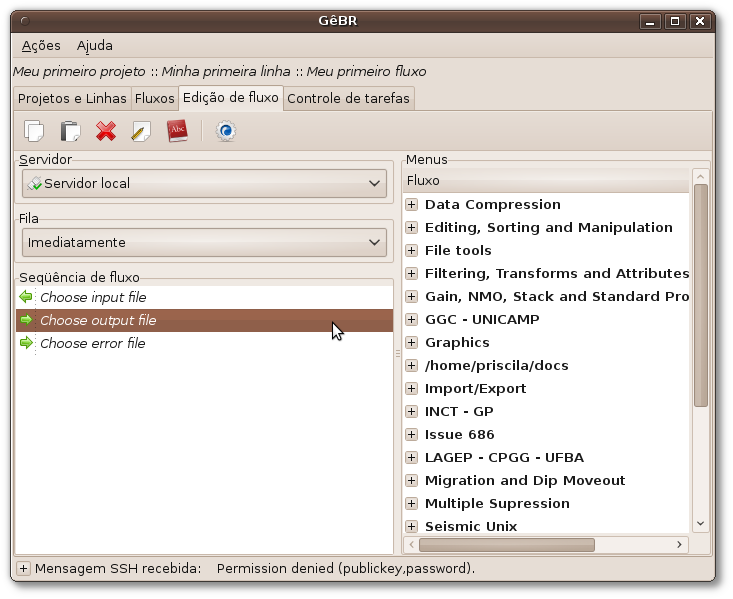 GêBR
Ações Ajuda
Meu primeiro projeto :: Minha primeira linha :: Meu primeiro fluxo
Projetos e Linhas Fluxos Edição de fluxo Controle de tarefas
Abc
Servidor
Servidor local
Fila
Imediatamente
Seqüência de fluxo
Choose input file
Choose output file
Choose error file
Menus
Fluxo
Data Compression
Editing, Sorting and Manipulation
File tools
Filtering, Transforms and Attributes
Gain, NMO, Stack and Standard Pro
GGC - UNICAMP
Graphics
/home/priscila/docs
Import/Export
INCT - GP
Issue 686
LAGEP - CPGG - UFBA
Migration and Dip Moveout
Multiple Supression
Seismic Unix
Mensagem SSH recebida: Permission denied (publickey,password).